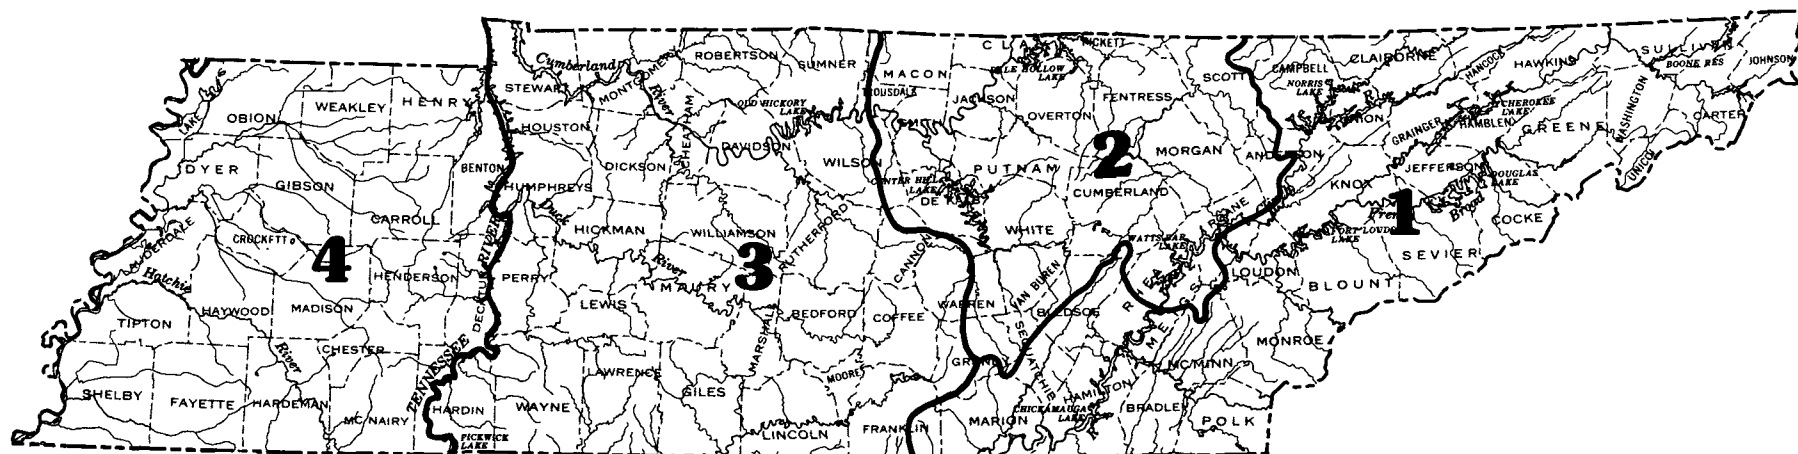 LAKE
OBION
WEAKLEY
HENRY
DYER
GIBSON
CARROLL
BENTON
LAUDERDALE
CROCKETT
4
Hatchie
River
HENDERSON
HAYWOOD
MADISON
TIPTON
CHESTER
DECATUR
TENNESSEE RIVER
SHELBY
FAYETTE
HARDEMAN
MCNAIRY
HARDIN
PICKWICK
LAKE
STEWART
Cumberland
River
MONTGOMERY
ROBERTSON
SUMNER
HOUSTON
CHEATHAM
OLD HICKORY
LAKE
DICKSON
DAVIDSON
WILSON
HUMPHREYS
Duck
River
HICKMAN
WILLIAMSON
RUTHERFORD
CANNON
3
PERRY
LEWIS
MAURY
BEDFORD
COFFEE
MARSHALL
LAWRENCE
GILES
MOORE
WAYNE
LINCOLN
FRANKLIN
MACON
TROUSDALE
CLAY
DALE HOLLOW
LAKE
PICKETT
SCOTT
SMITH
JACKSON
OVERTON
FENTRESS
2
MORGAN
PUTNAM
CENTER HILL
LAKE
DE KALB
CUMBERLAND
WHITE
WARREN
VAN BUREN
BLEDSOE
SEQUATCHIE
GRUNDY
MARION
WATTS BAR
LAKE
ROANE
RHEA
MEIGS
HAMILTON
CHICKAMAUGA
LAKE
BRADLEY
MCMINN
POLK
MONROE
LOUDON
CAMPBELL
NORRIS
LAKE
CLAIBORNE
HANCOCK
HAWKINS
SULLIVAN
BOONE RES
JOHNSON
UNION
GRAINGER
CHEROKEE
LAKE
HAMBLEN
GREENE
WASHINGTON
CARTER
UNICOI
ANDERSON
KNOX
JEFFERSON
DOUGLAS
LAKE
French
Broad
1
FORT LOUDON
LAKE
COCKE
SEVIER
BLOUNT